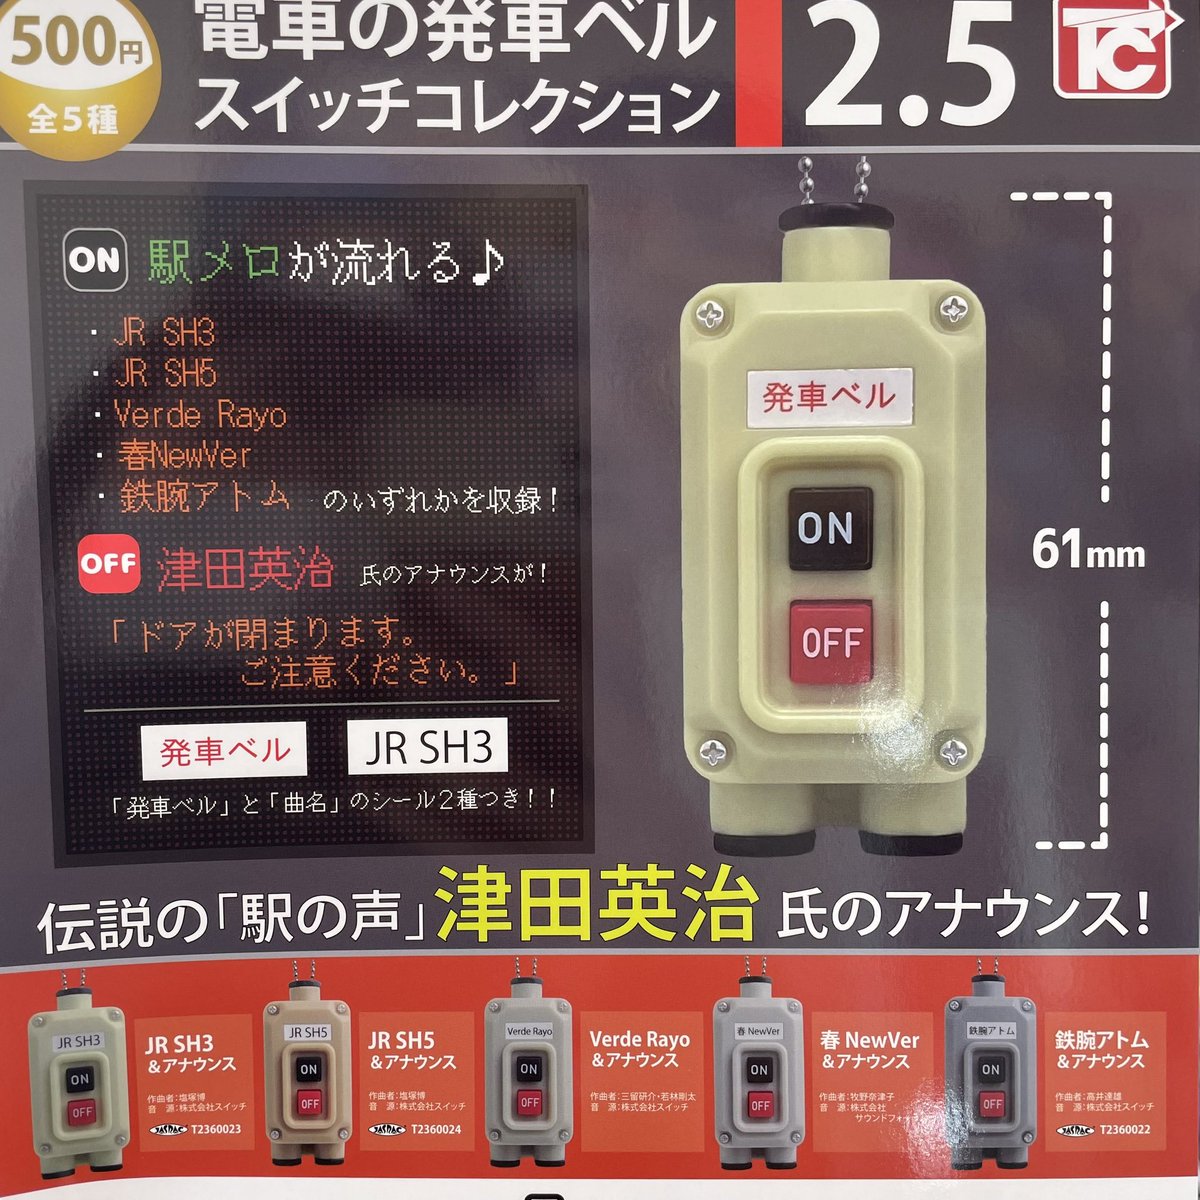 500円
全5種
電車の発車ベル
スイッチコレクション
2.5
TC
ON 駅メロが流れる♪
・JR SH3
・JR SH5
・Verde Rayo
・春NewVer
・鉄腕アトム のいずれかを収録!
OFF 津田英治 氏のアナウンスが!
「ドアが閉まります。
ご注意ください。」
発車ベル JR SH3
「発車ベル」と「曲名」のシール2種つき!!
発車ベル
ON
OFF
61mm
伝説の「駅の声」津田英治 氏のアナウンス!
JR SH3
ON
OFF
JR SH3
&アナウンス
作曲者:塩塚博
音 源:株式会社スイッチ
JASRAC T2360023
JR SH5
ON
OFF
JR SH5
&アナウンス
作曲者:塩塚博
音 源:株式会社スイッチ
JASRAC T2360024
Verde Rayo
ON
OFF
Verde Rayo
&アナウンス
作曲者:三留研介・若林剛太
音 源:株式会社スイッチ
春 NewVer
ON
OFF
春 NewVer
&アナウンス
作曲者:牧野奈津子
音 源:株式会社
サウンドフォー
鉄腕アトム
ON
OFF
鉄腕アトム
&アナウンス
作曲者:高井達雄
音 源:株式会社スイッチ
JASRAC T2360022